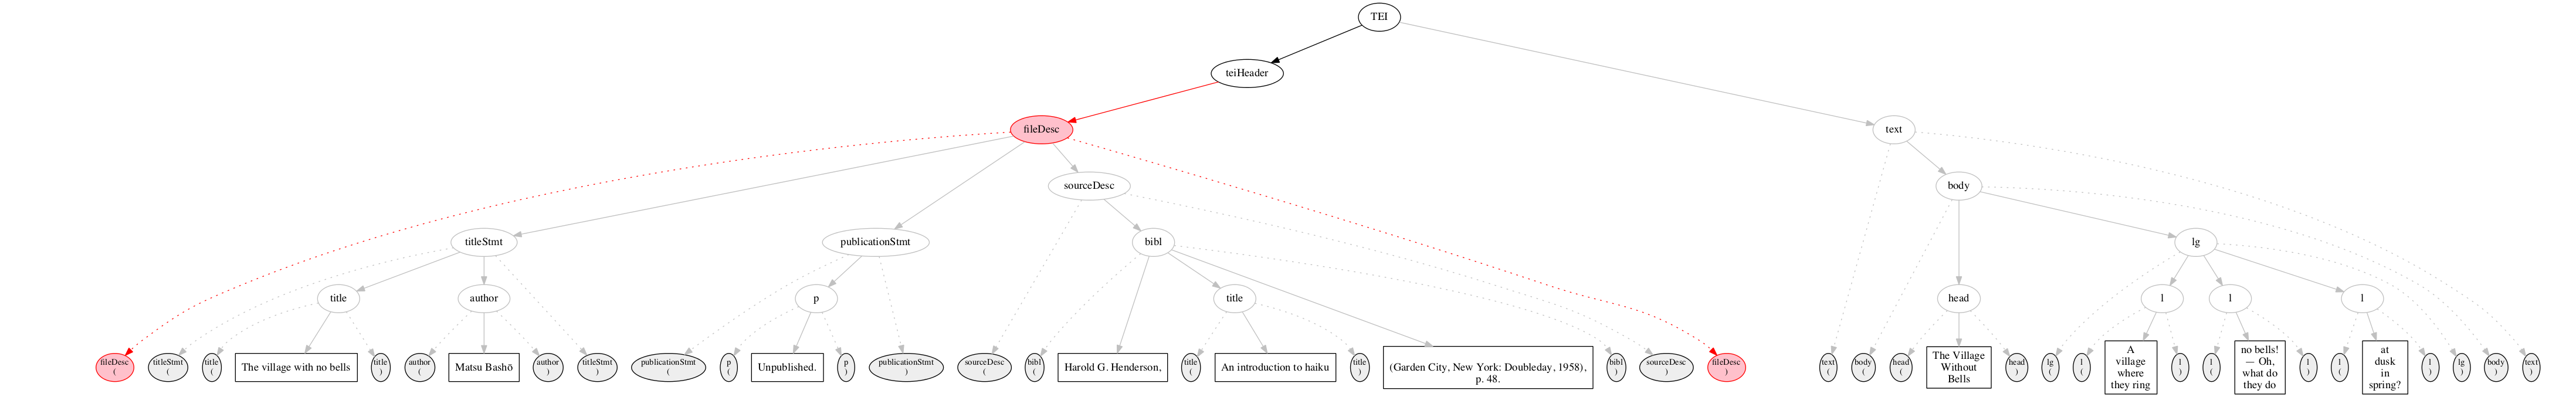 TEI
teiHeader
fileDesc
text
sourceDesc
body
titleStmt
publicationStmt
bibl
lg
title
author
p
title
head
l
l
l
fileDesc
(
titleStmt
(
title
(
The village with no bells
title
)
author
(
Matsu Bashō
author
)
titleStmt
)
publicationStmt
(
p
(
Unpublished.
p
)
publicationStmt
)
sourceDesc
(
bibl
(
Harold G. Henderson,
title
(
An introduction to haiku
title
)
(Garden City, New York: Doubleday, 1958),
p. 48.
bibl
)
sourceDesc
)
fileDesc
)
text
(
body
(
head
(
The Village
Without
Bells
head
)
lg
(
l
(
A
village
where
they ring
l
)
l
(
no bells!
— Oh,
what do
they do
l
)
l
(
at
dusk
in
spring?
l
)
lg
)
body
)
text
)